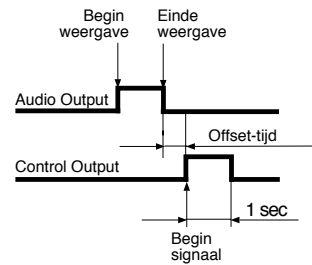 Begin
weergave
Einde
weergave
Audio Output
Offset-tijd
Control Output
1 sec
Begin
signaal